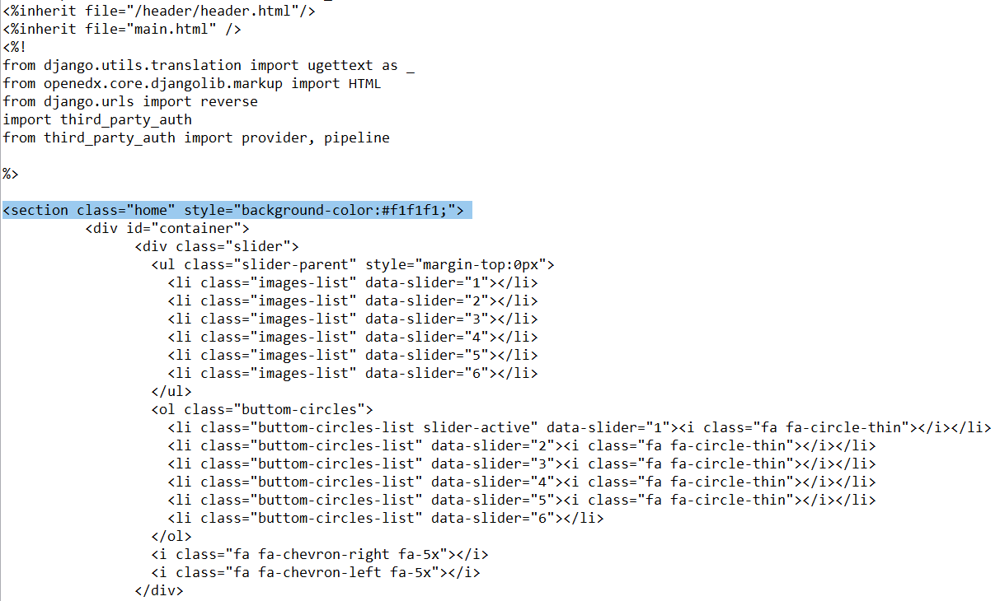 <%inherit file="/header/header.html"/>
<%inherit file="main.html" />
<%!
from django.utils.translation import ugettext as _
from openedx.core.djangolib.markup import HTML
from django.urls import reverse
import third_party_auth
from third_party_auth import provider, pipeline
%>
<section class="home" style="background-color:#f1f1f1;">
<div id="container">
<div class="slider">
<ul class="slider-parent" style="margin-top:0px">
<li class="images-list" data-slider="1"></li>
<li class="images-list" data-slider="2"></li>
<li class="images-list" data-slider="3"></li>
<li class="images-list" data-slider="4"></li>
<li class="images-list" data-slider="5"></li>
<li class="images-list" data-slider="6"></li>
</ul>
<ol class="buttom-circles">
<li class="buttom-circles-list slider-active" data-slider="1"><i class="fa fa-circle-thin"></i></li>
<li class="buttom-circles-list" data-slider="2"><i class="fa fa-circle-thin"></i></li>
<li class="buttom-circles-list" data-slider="3"><i class="fa fa-circle-thin"></i></li>
<li class="buttom-circles-list" data-slider="4"><i class="fa fa-circle-thin"></i></li>
<li class="buttom-circles-list" data-slider="5"><i class="fa fa-circle-thin"></i></li>
<li class="buttom-circles-list" data-slider="6"></li>
</ol>
<i class="fa fa-chevron-right fa-5x"></i>
<i class="fa fa-chevron-left fa-5x"></i>
</div>